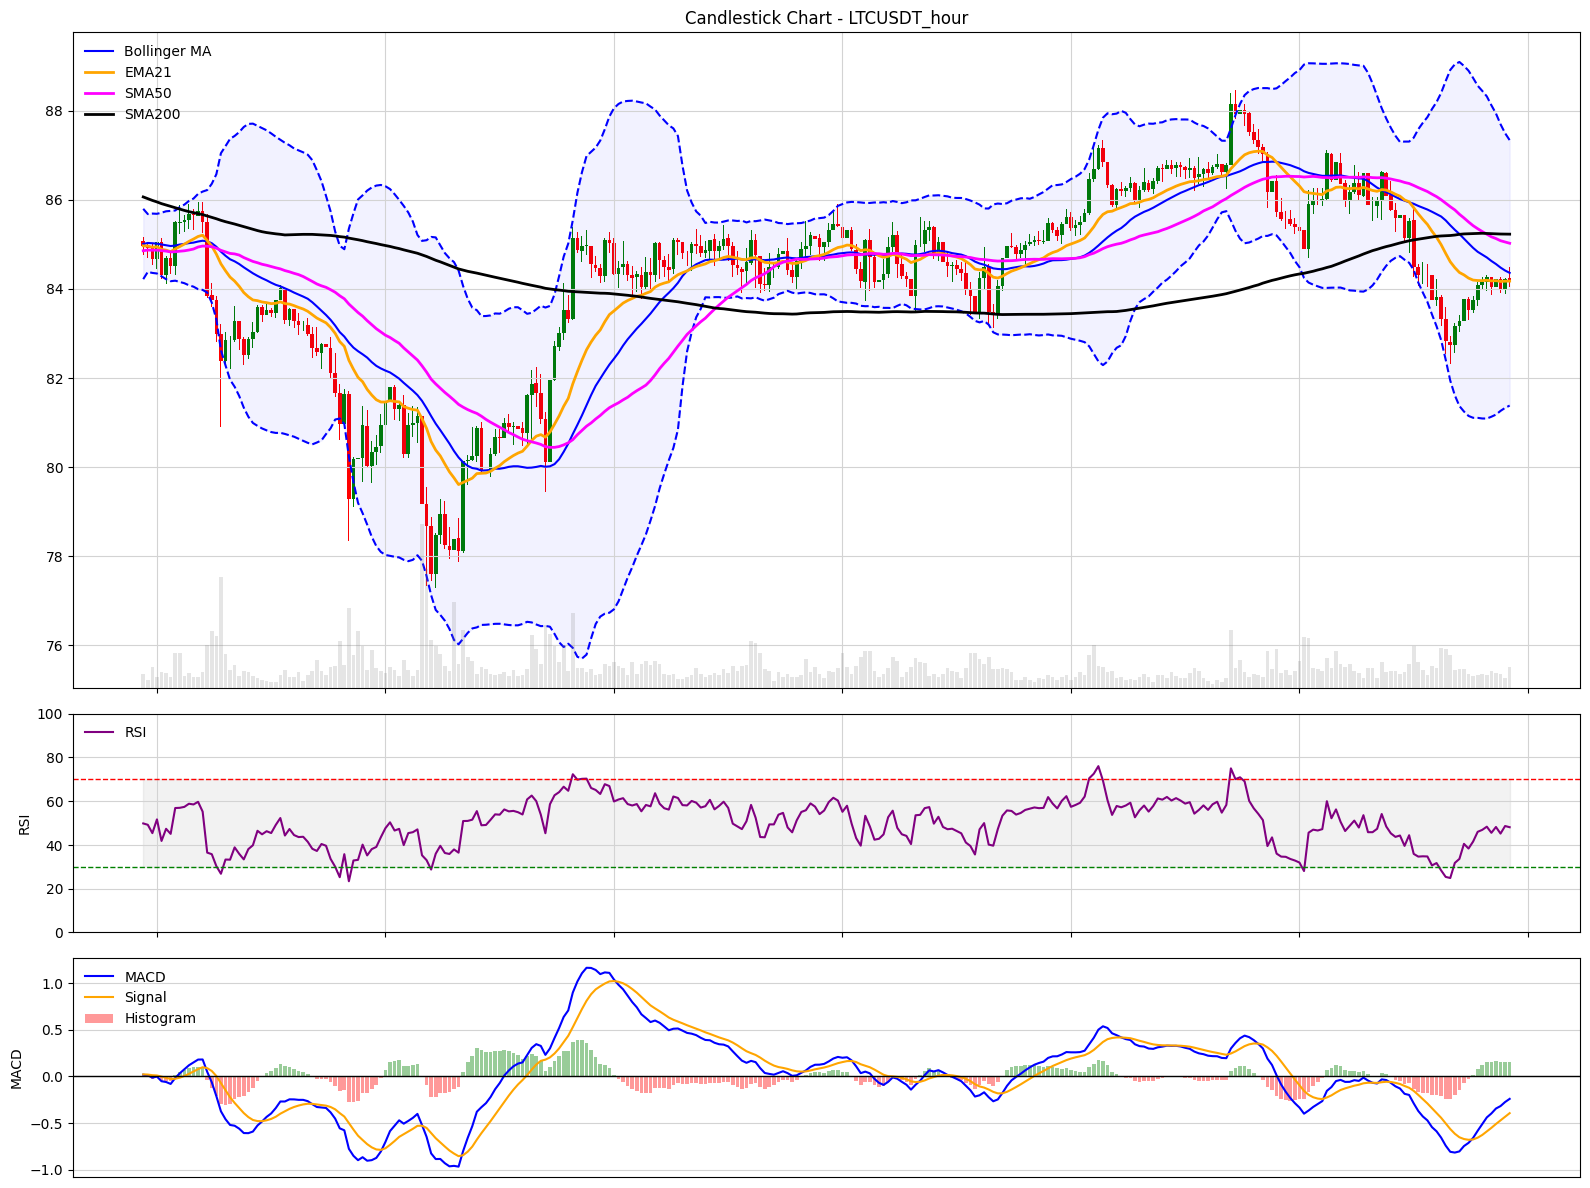 Candlestick Chart - LTCUSDT_hour
Bollinger MA
EMA21
SMA50
SMA200
88
86
84
82
80
78
76
100
80
60
40
20
0
RSI
RSI
1.0
0.5
0.0
−0.5
−1.0
MACD
MACD
Signal
Histogram